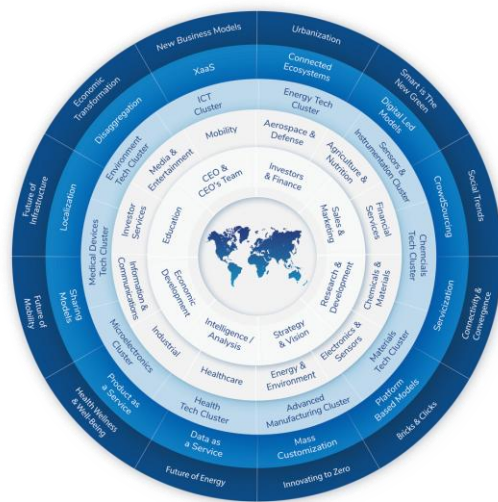 New Business Models
Urbanization
Smart is The
New Green
Social Trends
Connectivity &
Convergence
Bricks & Clicks
Innovating to Zero
Future of Energy
Health Wellness
& Well-Being
Future of
Mobility
Future of
Infrastructure
Economic
Transformation
XaaS
Connected
Ecosystems
Digital Led
Models
CrowdSourcing
Servicization
Platform
Based Models
Mass
Customization
Data as
a Service
Product as
a Service
Sharing
Models
Localization
Disaggregation
ICT
Cluster
Energy Tech
Cluster
Sensors &
Instrumentation Cluster
Chemcials
Tech Cluster
Materials
Tech Cluster
Advanced
Manufacturing Cluster
Health
Tech Cluster
Microelectronics
Cluster
Medical Devices
Tech Cluster
Environment
Tech Cluster
Mobility
Aerospace &
Defense
Agriculture &
Nutrition
Financial
Services
Chemicals &
Materials
Electronics &
Sensors
Energy &
Environment
Healthcare
Industrial
Information &
Communications
Investor
Services
Media &
Entertainment
CEO &
CEO's Team
Investors
& Finance
Sales &
Marketing
Research &
Development
Strategy
& Vision
Intelligence /
Analysis
Economic
Development
Education